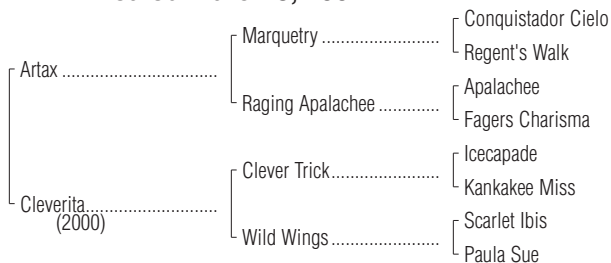 Conquistador Cielo
Marquetry ..........................
Regent's Walk
Artax ..................................
Apalachee
Raging Apalachee .............
Fagers Charisma
Icecapade
Clever Trick........................
Kankakee Miss
Cleverita.............................
(2000)
Scarlet Ibis
Wild Wings........................
Paula Sue